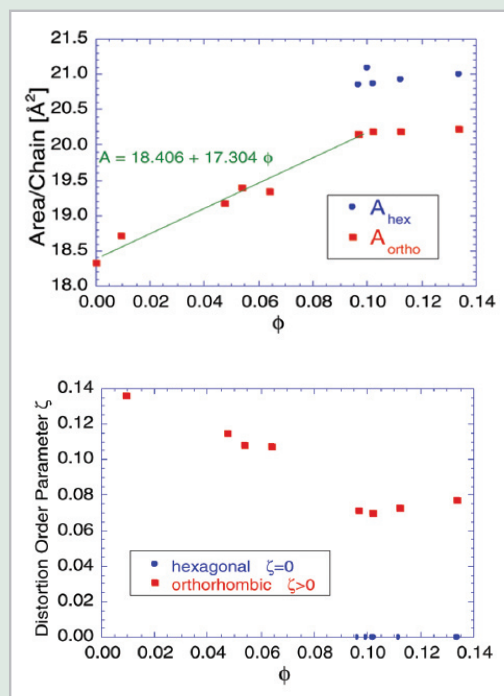 21.5
21.0
20.5
20.0
19.5
19.0
18.5
18.0
Area/Chain [Å²]
A = 18.406 + 17.304 ϕ
A hex
A ortho
0.00 0.02 0.04 0.06 0.08 0.10 0.12 0.14
ϕ
0.14
0.12
0.10
0.08
0.06
0.04
0.02
0.00
Distortion Order Parameter ζ
hexagonal ζ=0
orthorhombic ζ>0
0.00 0.02 0.04 0.06 0.08 0.10 0.12 0.14
ϕ